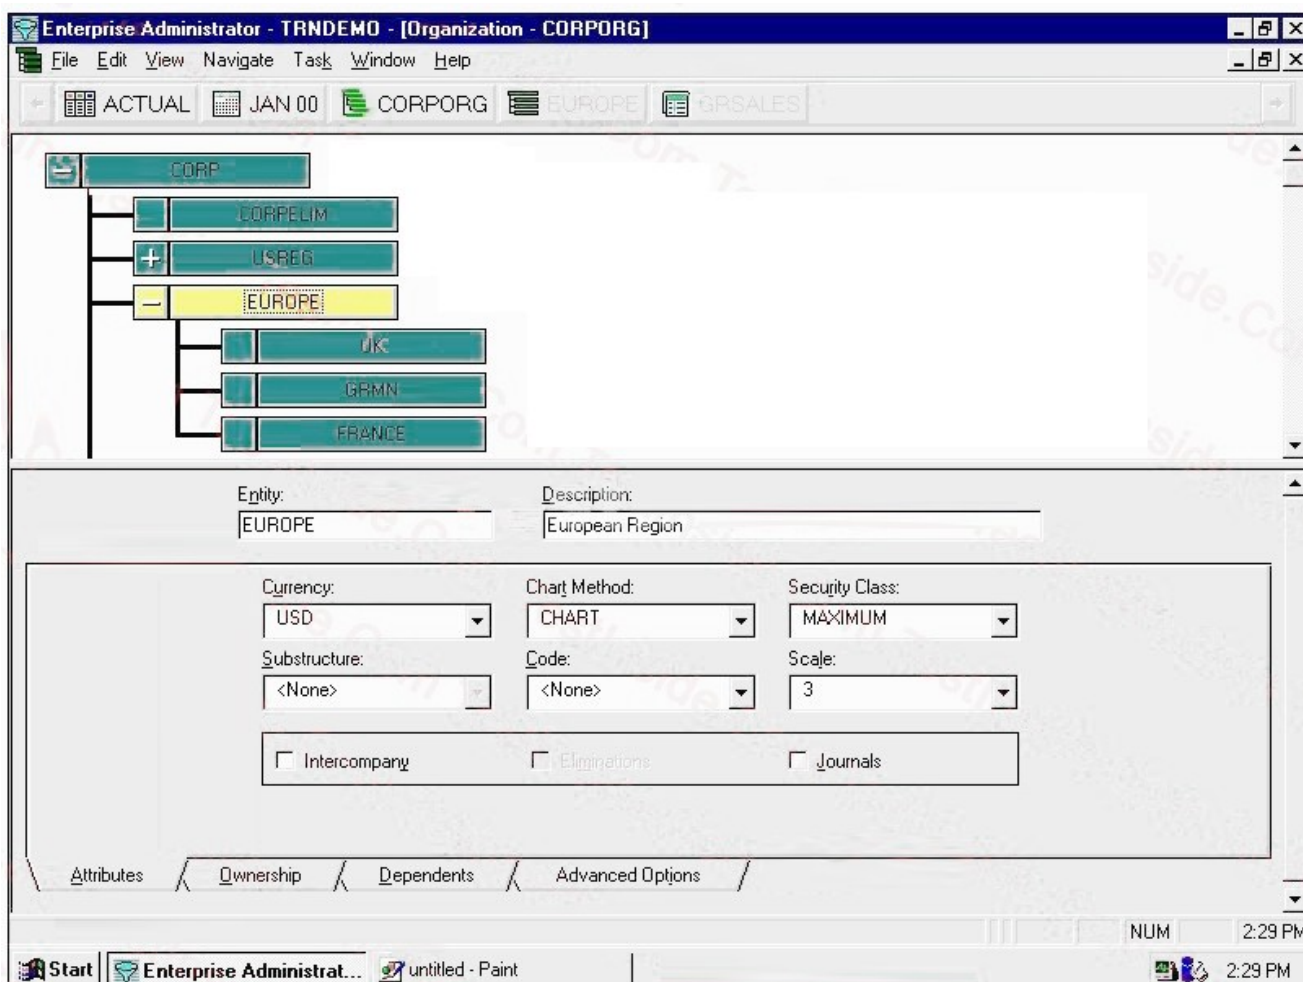 Enterprise Administrator - TRNDEMO - [Organization - CORPORG]
File Edit View Navigate Task Window Help
ACTUAL JAN 00 CORPORG EUROPE GRSALES
CORP
CORPELIM
USREG
EUROPE
UK
GRMN
FRANCE
Entity: Description:
EUROPE European Region
Currency: Chart Method: Security Class:
USD CHART MAXIMUM
Substructure: Code: Scale:
<None> <None> 3
Intercompany Eliminations Journals
Attributes Ownership Dependents Advanced Options
NUM 2:29 PM
Start Enterprise Administrat... untitled - Paint 2:29 PM